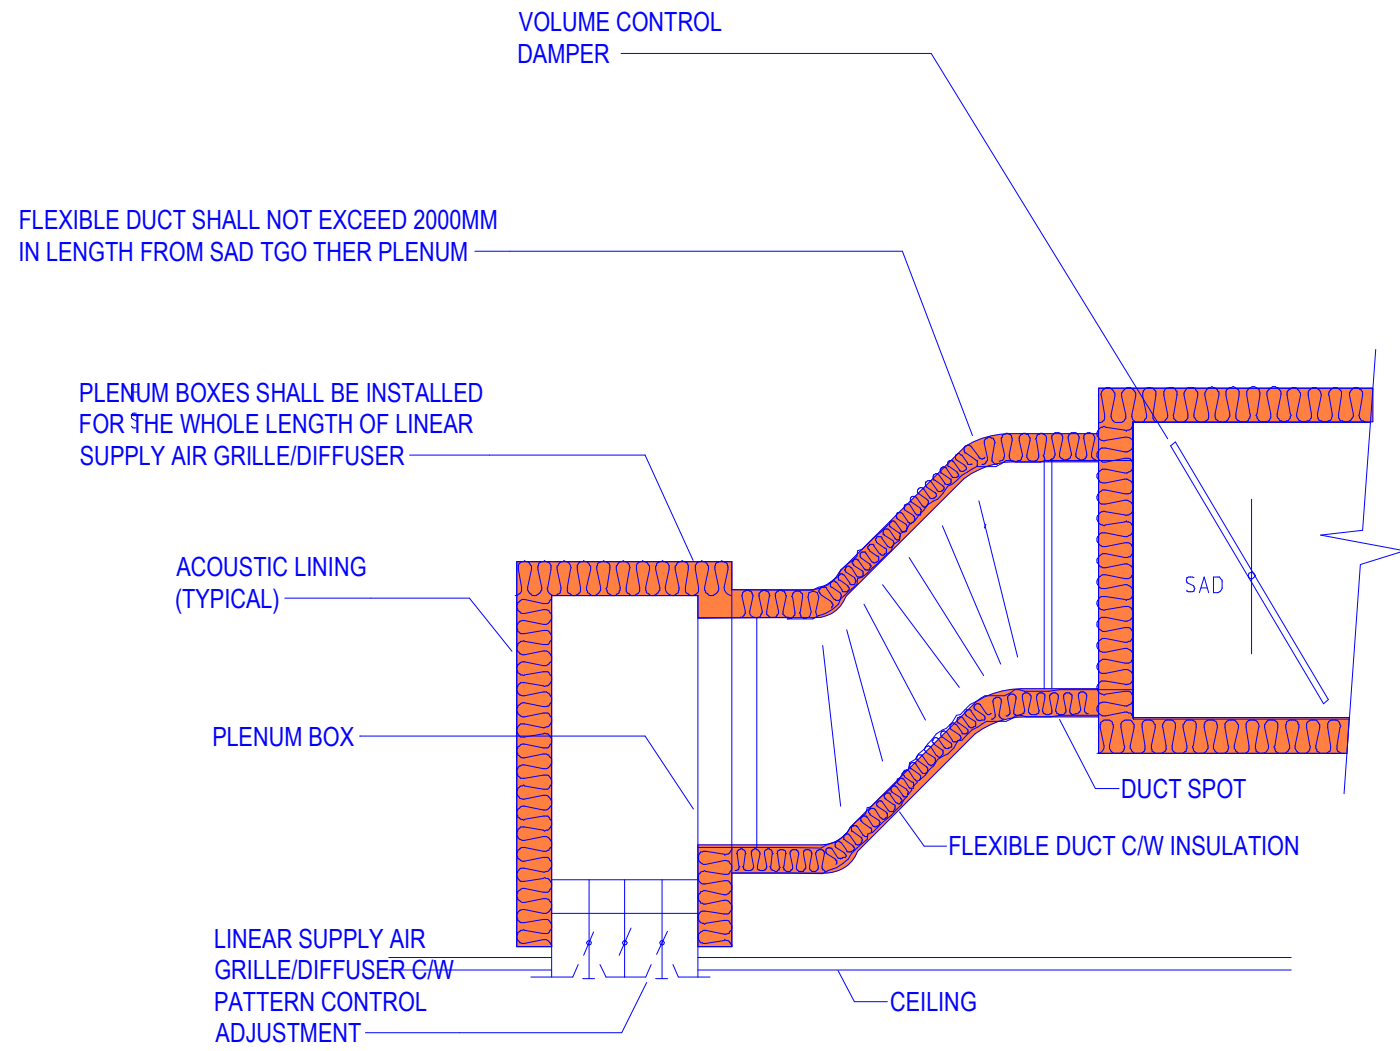 VOLUME CONTROL
DAMPER
FLEXIBLE DUCT SHALL NOT EXCEED 2000MM
IN LENGTH FROM SAD TGO THER PLENUM
PLENUM BOXES SHALL BE INSTALLED
FOR THE WHOLE LENGTH OF LINEAR
SUPPLY AIR GRILLE/DIFFUSER
ACOUSTIC LINING
(TYPICAL)
SAD
PLENUM BOX
DUCT SPOT
FLEXIBLE DUCT C/W INSULATION
LINEAR SUPPLY AIR
GRILLE/DIFFUSER C/W
PATTERN CONTROL
ADJUSTMENT
CEILING